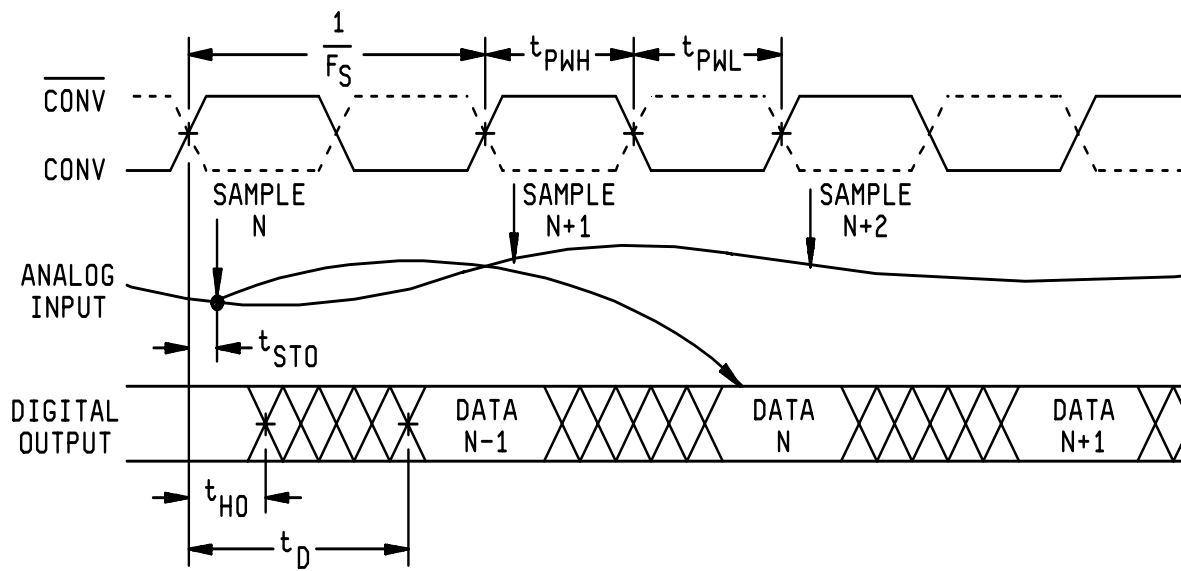 1
F_S
t_PWH
t_PWL
CONV
CONV
SAMPLE
N
SAMPLE
N+1
SAMPLE
N+2
ANALOG
INPUT
t_STO
DIGITAL
OUTPUT
DATA
N-1
DATA
N
DATA
N+1
t_HO
t_D